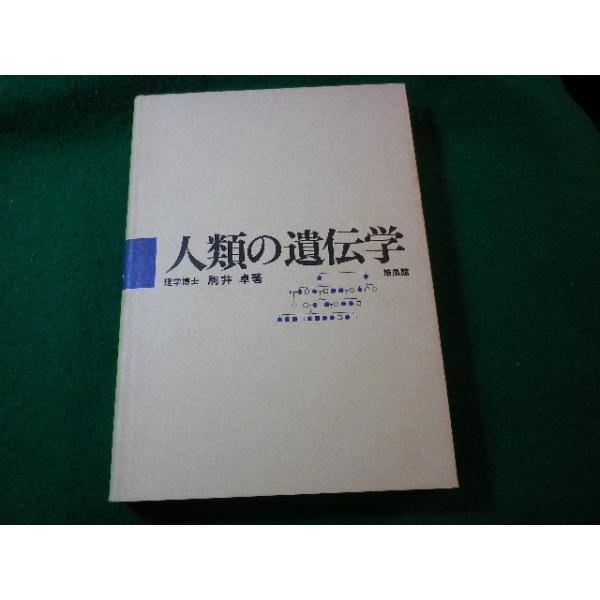 人類の遺伝学
理学博士 駒井 卓著 培風館